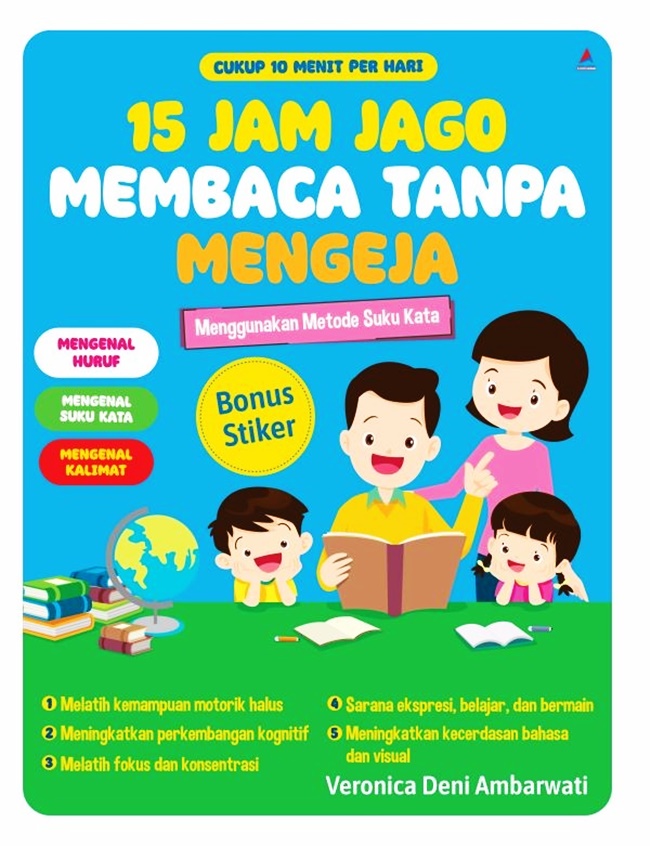 CUKUP 10 MENIT PER HARI
15 JAM JAGO
MEMBACA TANPA
MENGEJA
Menggunakan Metode Suku Kata
MENGENAL
HURUF
MENGENAL
SUKU KATA
MENGENAL
KALIMAT
Bonus
Stiker
1 Melatih kemampuan motorik halus
2 Meningkatkan perkembangan kognitif
3 Melatih fokus dan konsentrasi
4 Sarana ekspresi, belajar, dan bermain
5 Meningkatkan kecerdasan bahasa
dan visual
Veronica Deni Ambarwati